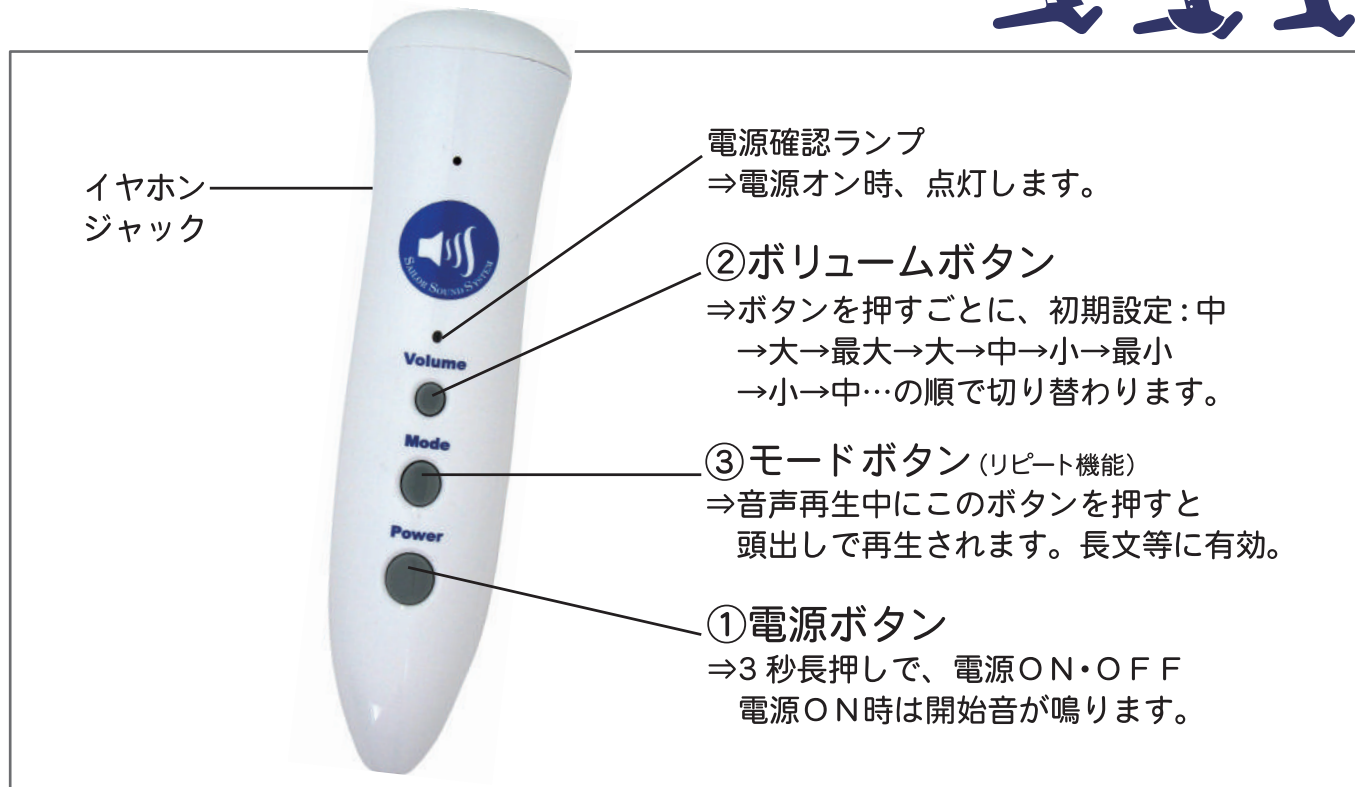 イヤホン
ジャック
SAILOR SOUND SYSTEM
Volume
Mode
Power
電源確認ランプ
⇒電源オン時、点灯します。
②ボリュームボタン
⇒ボタンを押すごとに、初期設定:中
→大→最大→大→中→小→最小
→小→中…の順で切り替わります。
③モードボタン(リピート機能)
⇒音声再生中にこのボタンを押すと
頭出しで再生されます。長文等に有効。
①電源ボタン
⇒3秒長押しで、電源ON・OFF
電源ON時は開始音が鳴ります。